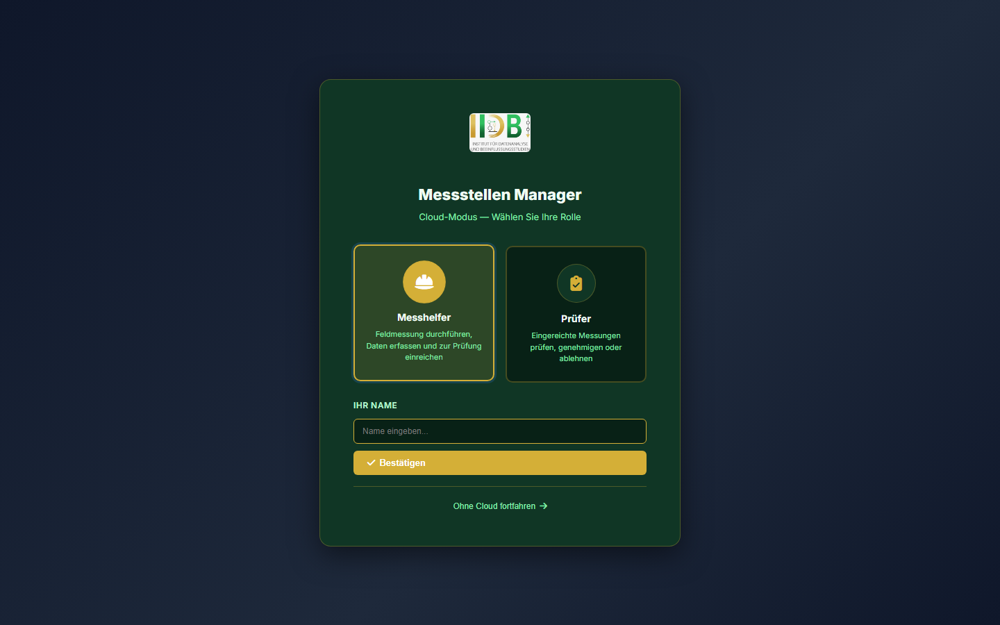 IIDB
INSTITUT FÜR DATENANALYSE
UND BEEINFLUSSUNGSSTUDIEN
Messstellen Manager
Cloud-Modus — Wählen Sie Ihre Rolle
Messhelfer
Feldmessung durchführen,
Daten erfassen und zur Prüfung
einreichen
Prüfer
Eingereichte Messungen
prüfen, genehmigen oder
ablehnen
IHR NAME
Name eingeben...
Bestätigen
Ohne Cloud fortfahren →